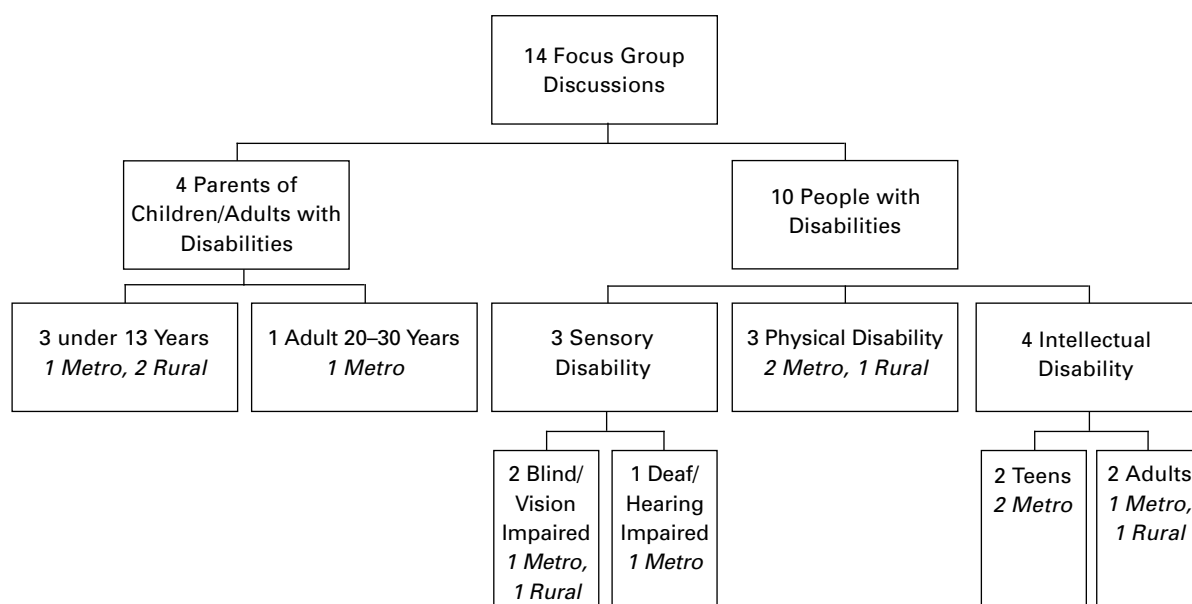 14 Focus Group
Discussions
4 Parents of
Children/Adults with
Disabilities
10 People with
Disabilities
3 under 13 Years
1 Metro, 2 Rural
1 Adult 20–30 Years
1 Metro
3 Sensory
Disability
3 Physical Disability
2 Metro, 1 Rural
4 Intellectual
Disability
2 Blind/
Vision
Impaired
1 Metro,
1 Rural
1 Deaf/
Hearing
Impaired
1 Metro
2 Teens
2 Metro
2 Adults
1 Metro,
1 Rural